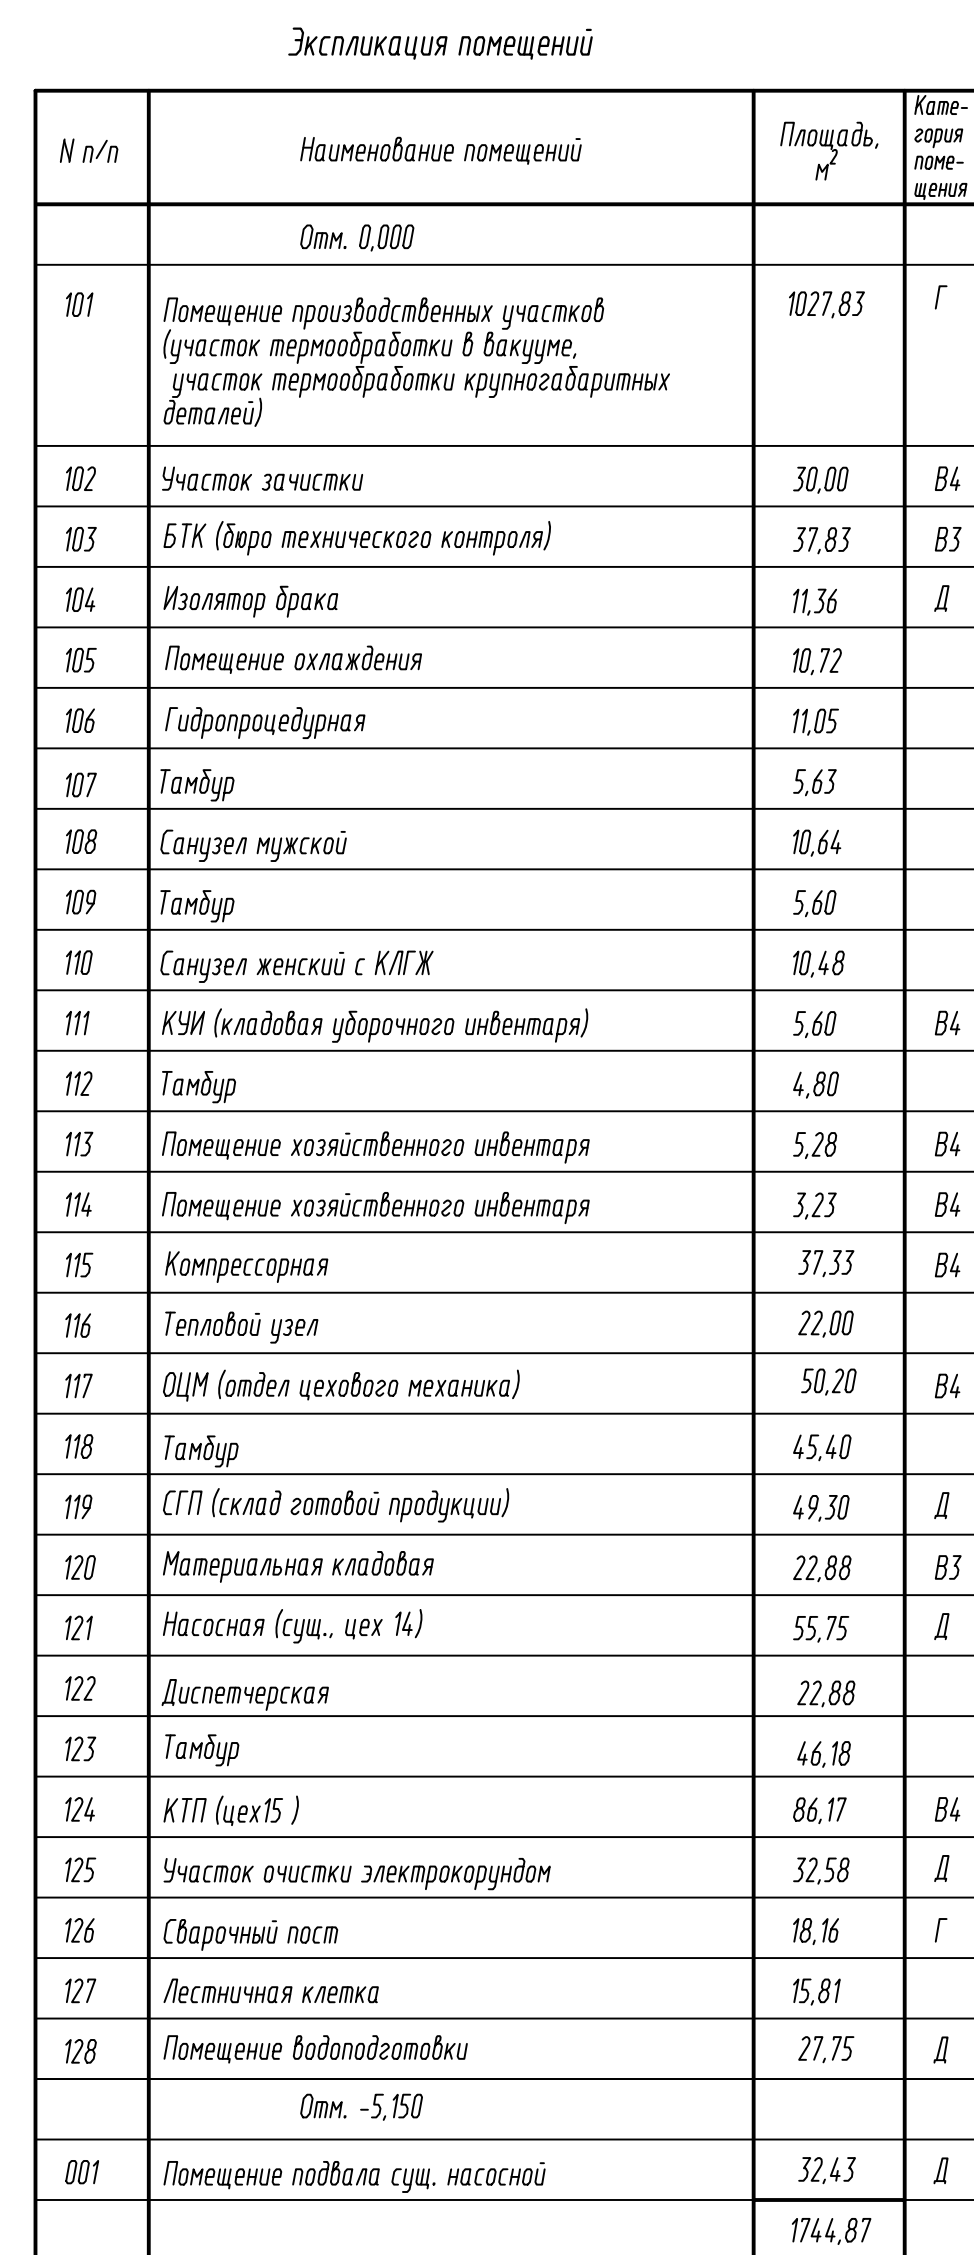 Экспликация помещений
N п/п
Наименование помещений
Площадь,
м2
Кате-
гория
поме-
щения
Отм. 0,000
101
Помещение производственных участков
(участок термообработки в вакууме,
участок термообработки крупногабаритных
деталей)
1027,83
Г
102 Участок зачистки 30,00 В4
103 БТК (бюро технического контроля) 37,83 В3
104 Изолятор брака 11,36 Д
105 Помещение охлаждения 10,72
106 Гидропроцедурная 11,05
107 Тамбур 5,63
108 Санузел мужской 10,64
109 Тамбур 5,60
110 Санузел женский с КЛГЖ 10,48
111 КУИ (кладовая уборочного инвентаря) 5,60 В4
112 Тамбур 4,80
113 Помещение хозяйственного инвентаря 5,28 В4
114 Помещение хозяйственного инвентаря 3,23 В4
115 Компрессорная 37,33 В4
116 Тепловой узел 22,00
117 ОЦМ (отдел цехового механика) 50,20 В4
118 Тамбур 45,40
119 СГП (склад готовой продукции) 49,30 Д
120 Материальная кладовая 22,88 В3
121 Насосная (сущ., цех 14) 55,75 Д
122 Диспетчерская 22,88
123 Тамбур 46,18
124 КТП (цех15 ) 86,17 В4
125 Участок очистки электрокорундом 32,58 Д
126 Сварочный пост 18,16 Г
127 Лестничная клетка 15,81
128 Помещение водоподготовки 27,75 Д
Отм. -5,150
001 Помещение подвала сущ. насосной 32,43 Д
1744,87